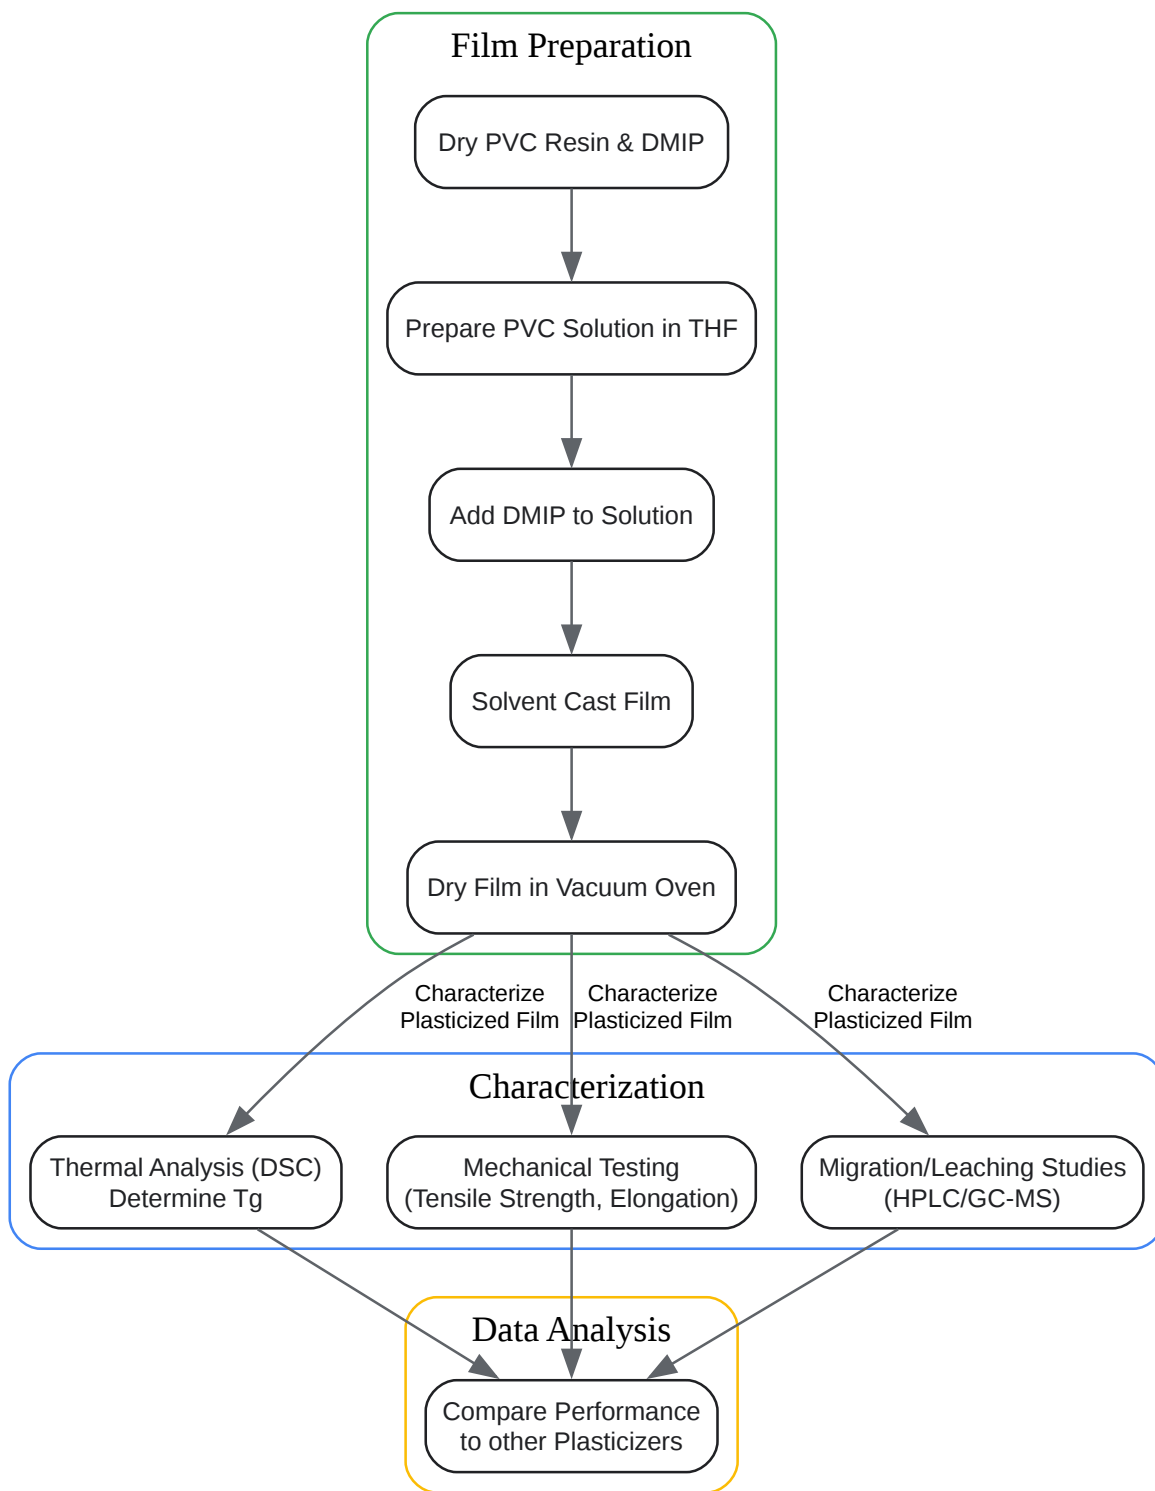 Film Preparation
Dry PVC Resin & DMIP
Prepare PVC Solution in THF
Add DMIP to Solution
Solvent Cast Film
Dry Film in Vacuum Oven
Characterize
Plasticized Film
Characterize
Plasticized Film
Characterize
Plasticized Film
Characterization
Thermal Analysis (DSC)
Determine Tg
Mechanical Testing
(Tensile Strength, Elongation)
Migration/Leaching Studies
(HPLC/GC-MS)
Data Analysis
Compare Performance
to other Plasticizers